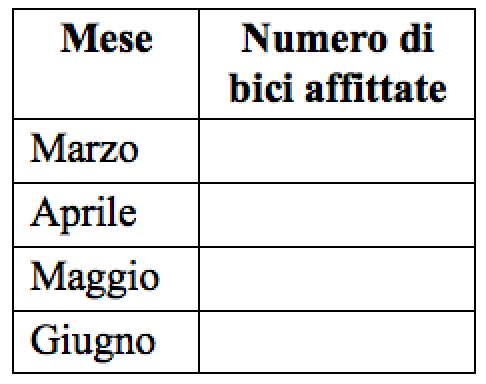 Mese
Numero di
bici affittate
Marzo
Aprile
Maggio
Giugno